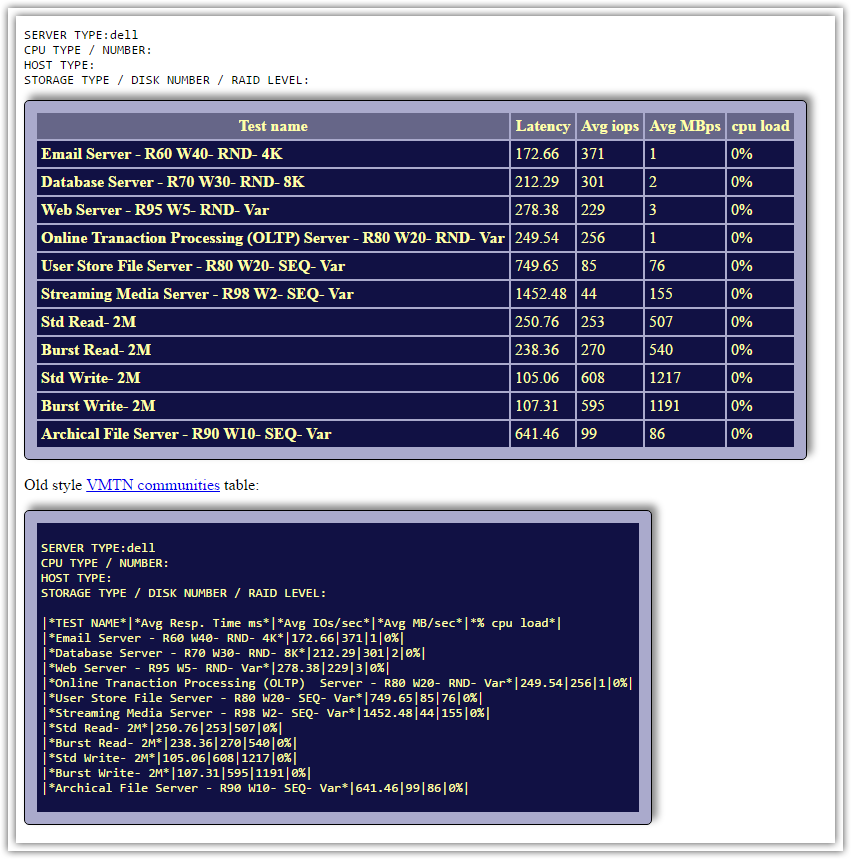 SERVER TYPE:dell
CPU TYPE / NUMBER:
HOST TYPE:
STORAGE TYPE / DISK NUMBER / RAID LEVEL:
Test name Latency Avg iops Avg MBps cpu load
Email Server - R60 W40- RND- 4K 172.66 371 1 0%
Database Server - R70 W30- RND- 8K 212.29 301 2 0%
Web Server - R95 W5- RND- Var 278.38 229 3 0%
Online Tranaction Processing (OLTP) Server - R80 W20- RND- Var 249.54 256 1 0%
User Store File Server - R80 W20- SEQ- Var 749.65 85 76 0%
Streaming Media Server - R98 W2- SEQ- Var 1452.48 44 155 0%
Std Read- 2M 250.76 253 507 0%
Burst Read- 2M 238.36 270 540 0%
Std Write- 2M 105.06 608 1217 0%
Burst Write- 2M 107.31 595 1191 0%
Archical File Server - R90 W10- SEQ- Var 641.46 99 86 0%
Old style VMTN communities table:
SERVER TYPE:dell
CPU TYPE / NUMBER:
HOST TYPE:
STORAGE TYPE / DISK NUMBER / RAID LEVEL:
|*TEST NAME*|*Avg Resp. Time ms*|*Avg IOs/sec*|*Avg MB/sec*|*% cpu load*|
|*Email Server - R60 W40- RND- 4K*|172.66|371|1|0%|
|*Database Server - R70 W30- RND- 8K*|212.29|301|2|0%|
|*Web Server - R95 W5- RND- Var*|278.38|229|3|0%|
|*Online Tranaction Processing (OLTP)  Server - R80 W20- RND- Var*|249.54|256|1|0%|
|*User Store File Server - R80 W20- SEQ- Var*|749.65|85|76|0%|
|*Streaming Media Server - R98 W2- SEQ- Var*|1452.48|44|155|0%|
|*Std Read- 2M*|250.76|253|507|0%|
|*Burst Read- 2M*|238.36|270|540|0%|
|*Std Write- 2M*|105.06|608|1217|0%|
|*Burst Write- 2M*|107.31|595|1191|0%|
|*Archical File Server - R90 W10- SEQ- Var*|641.46|99|86|0%|